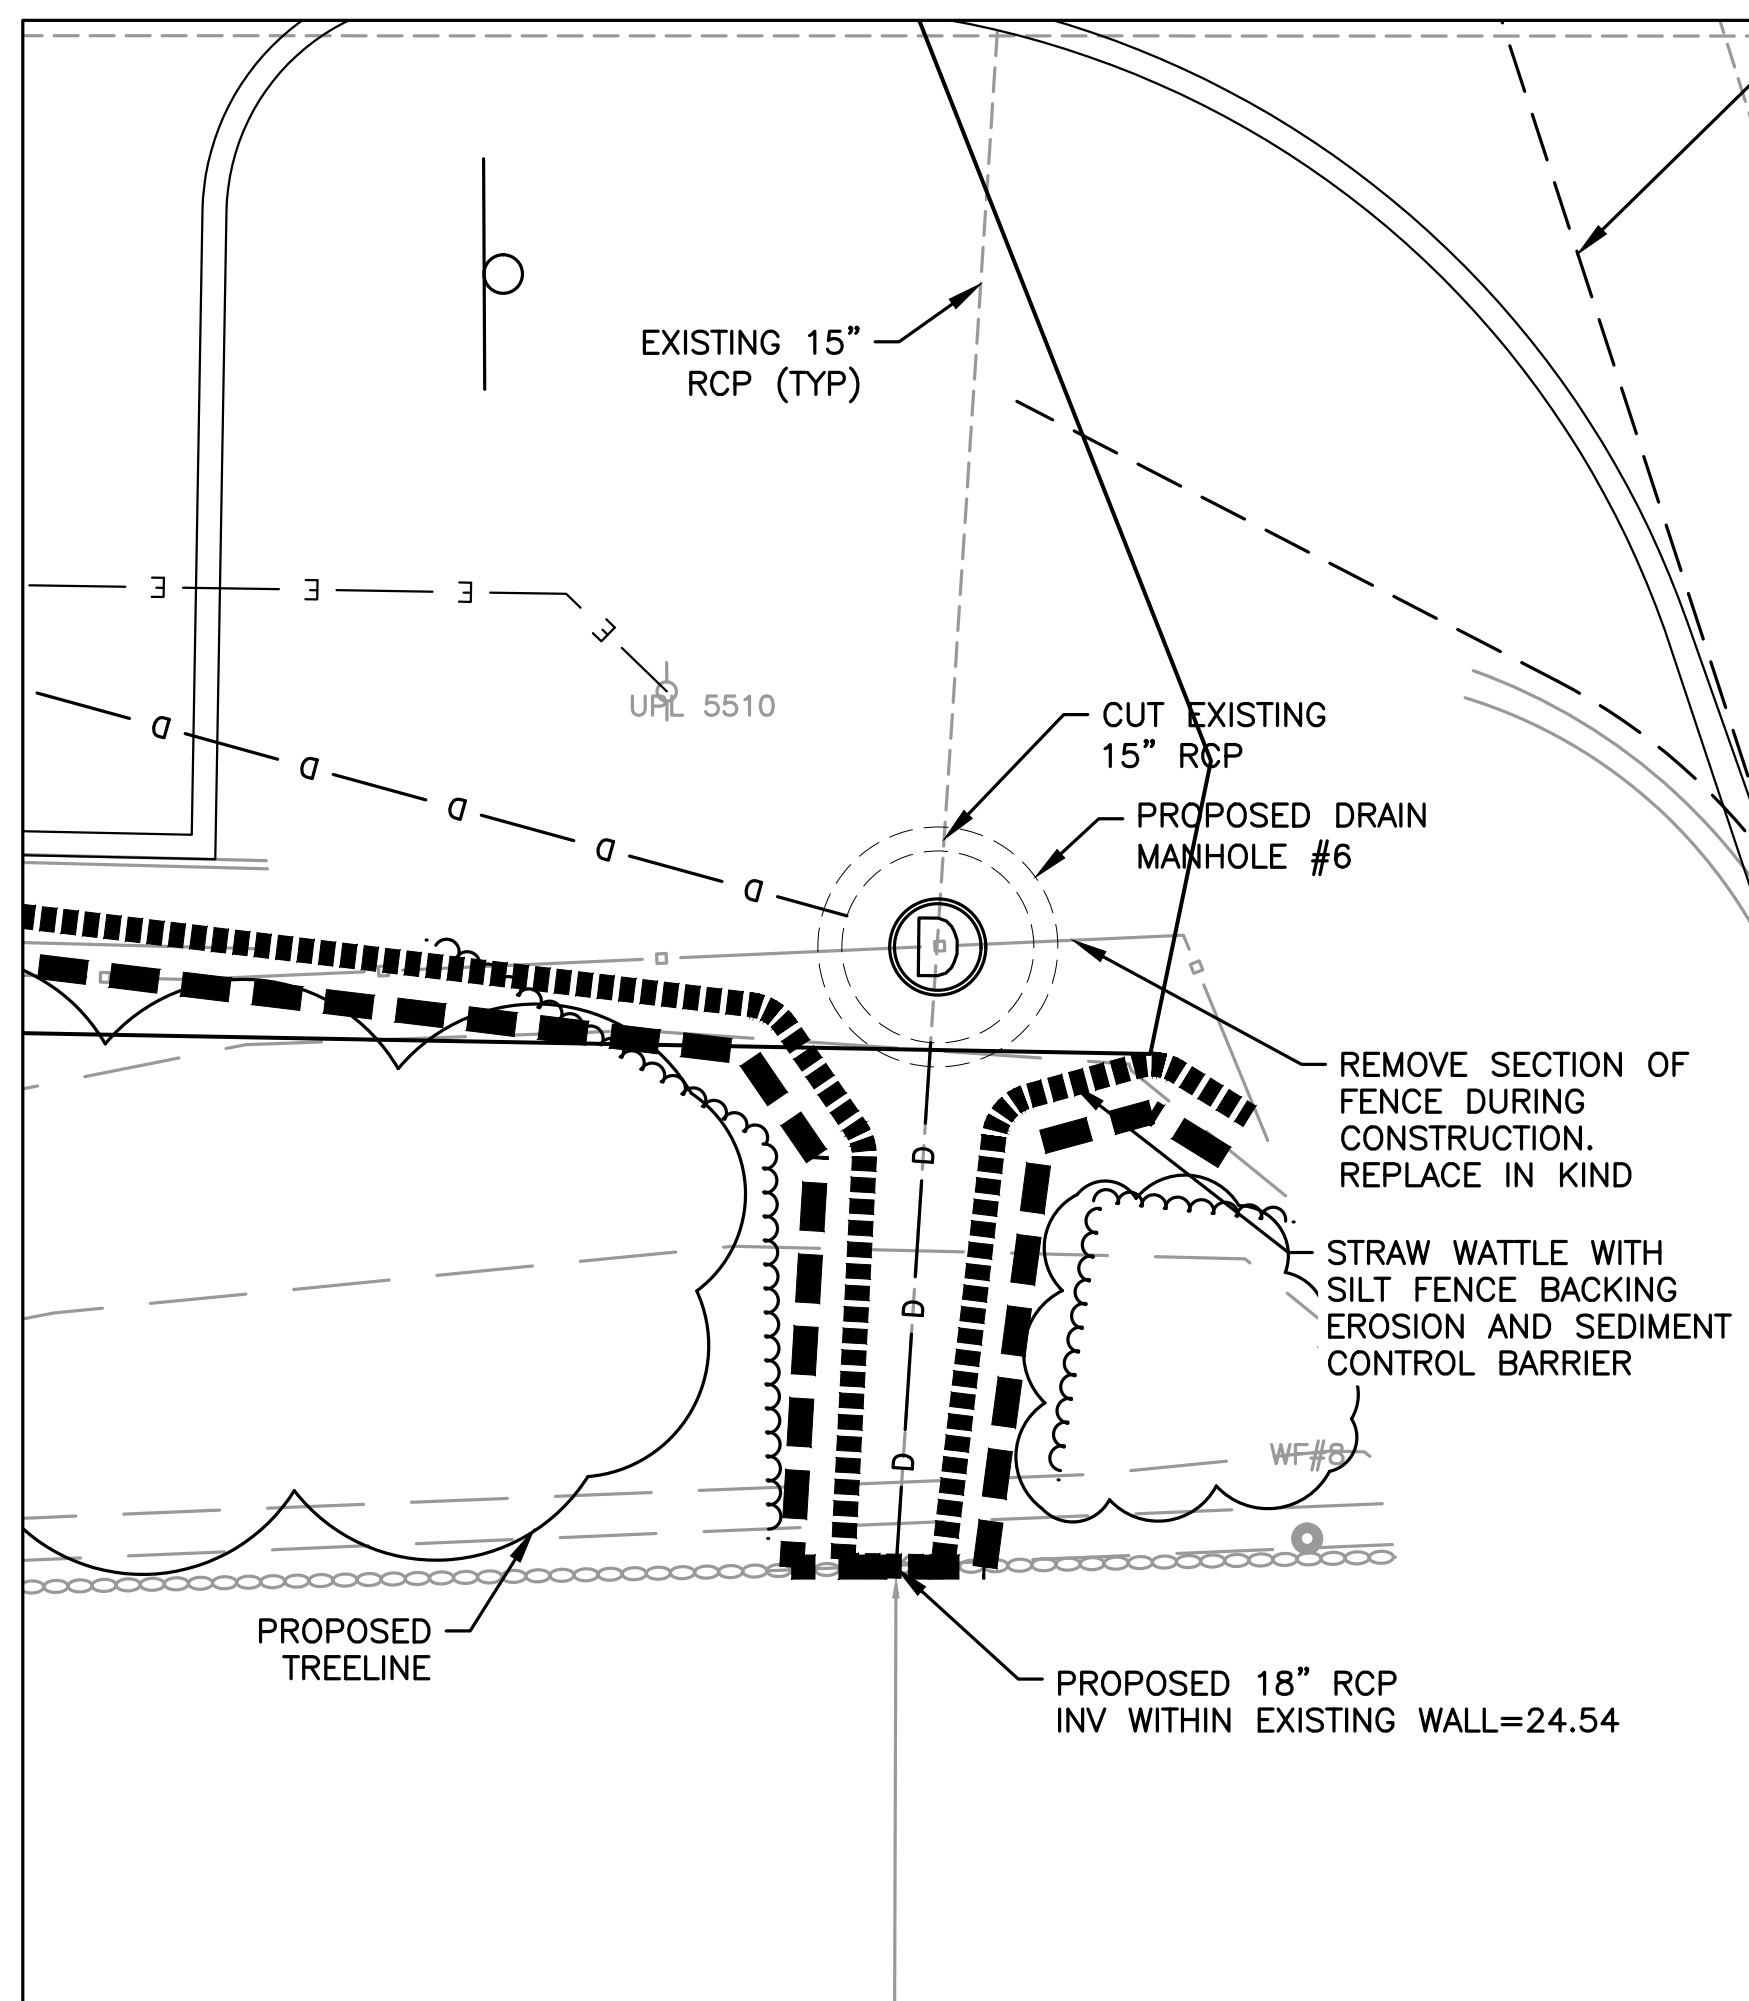 EXISTING 15”
RCP (TYP)
E
E
E
E
UPL 5510
D
D
D
D
D
CUT EXISTING
15” RCP
PROPOSED DRAIN
MANHOLE #6
D
REMOVE SECTION OF
FENCE DURING
CONSTRUCTION.
REPLACE IN KIND
D
D
D
STRAW WATTLE WITH
SILT FENCE BACKING
EROSION AND SEDIMENT
CONTROL BARRIER
WF#8
PROPOSED
TREELINE
PROPOSED 18” RCP
INV WITHIN EXISTING WALL=24.54